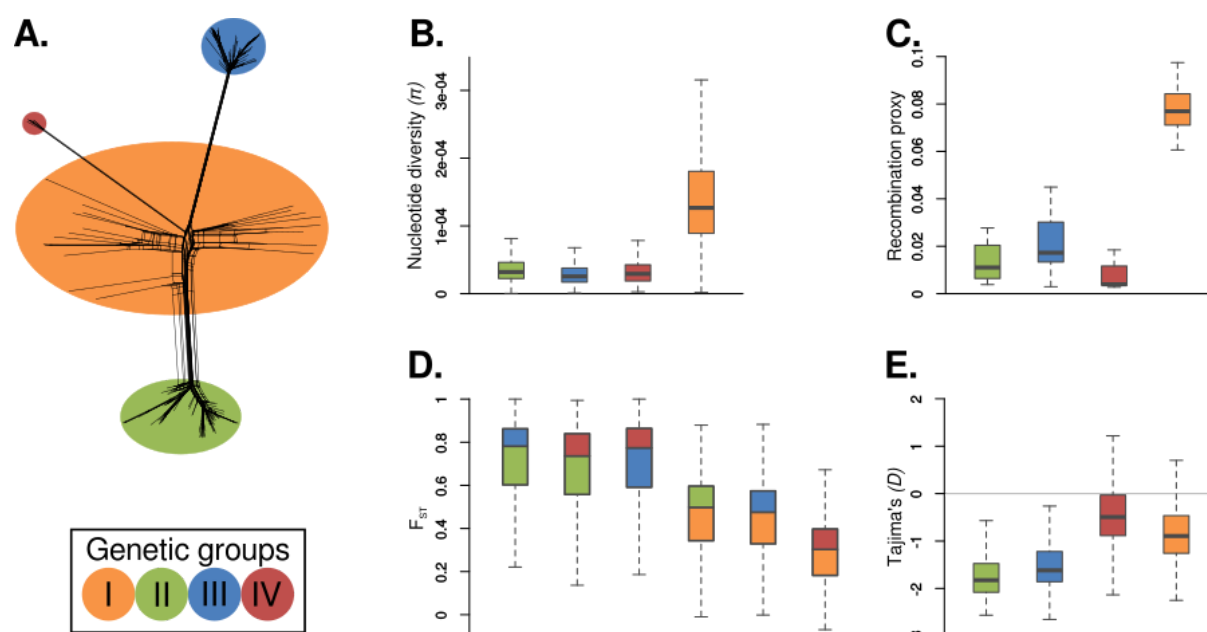 A.
Genetic groups
I II III IV
B.
Nucleotide diversity (π)
3e-04
2e-04
1e-04
0
C.
Recombination proxy
0.1
0.08
0.06
0.04
0.02
0
D.
FST
1
0.8
0.6
0.4
0.2
0
E.
Tajima's (D)
2
1
0
-1
-2